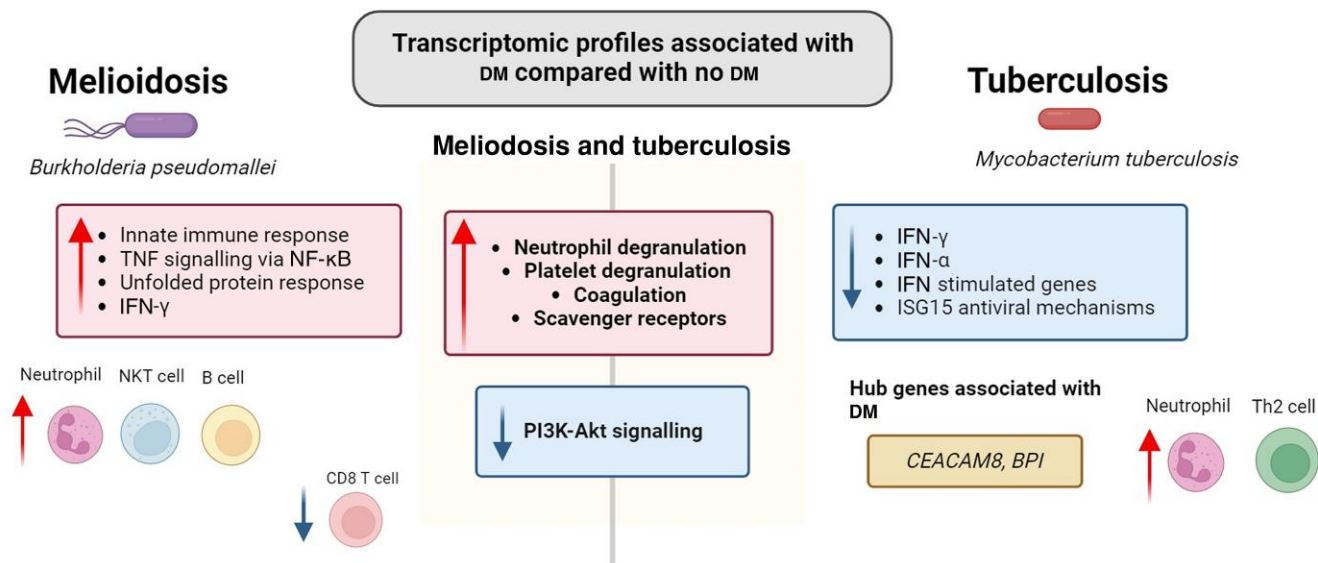 Transcriptomic profiles associated with
DM compared with no DM
Melioidosis
Burkholderia pseudomallei
• Innate immune response
• TNF signalling via NF-κB
• Unfolded protein response
• IFN-γ
Neutrophil
NKT cell
B cell
CD8 T cell
Meliodosis and tuberculosis
• Neutrophil degranulation
• Platelet degranulation
• Coagulation
• Scavenger receptors
PI3K-Akt signalling
Tuberculosis
Mycobacterium tuberculosis
• IFN-γ
• IFN-α
• IFN stimulated genes
• ISG15 antiviral mechanisms
Hub genes associated with
DM
CEACAM8, BPI
Neutrophil
Th2 cell